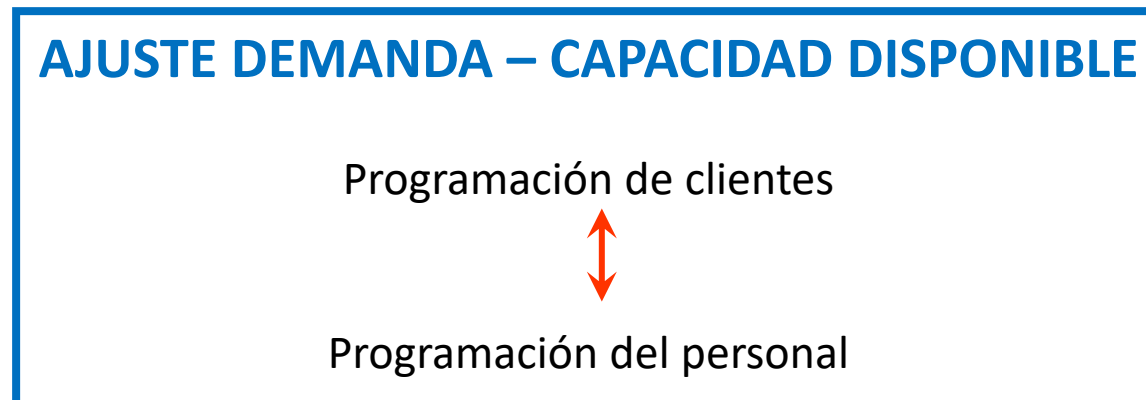 AJUSTE DEMANDA – CAPACIDAD DISPONIBLE
Programación de clientes
Programación del personal